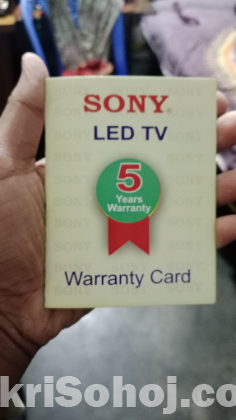 SONY®
LED TV
5
Years
Warranty
Warranty Card
kriSohoj.co